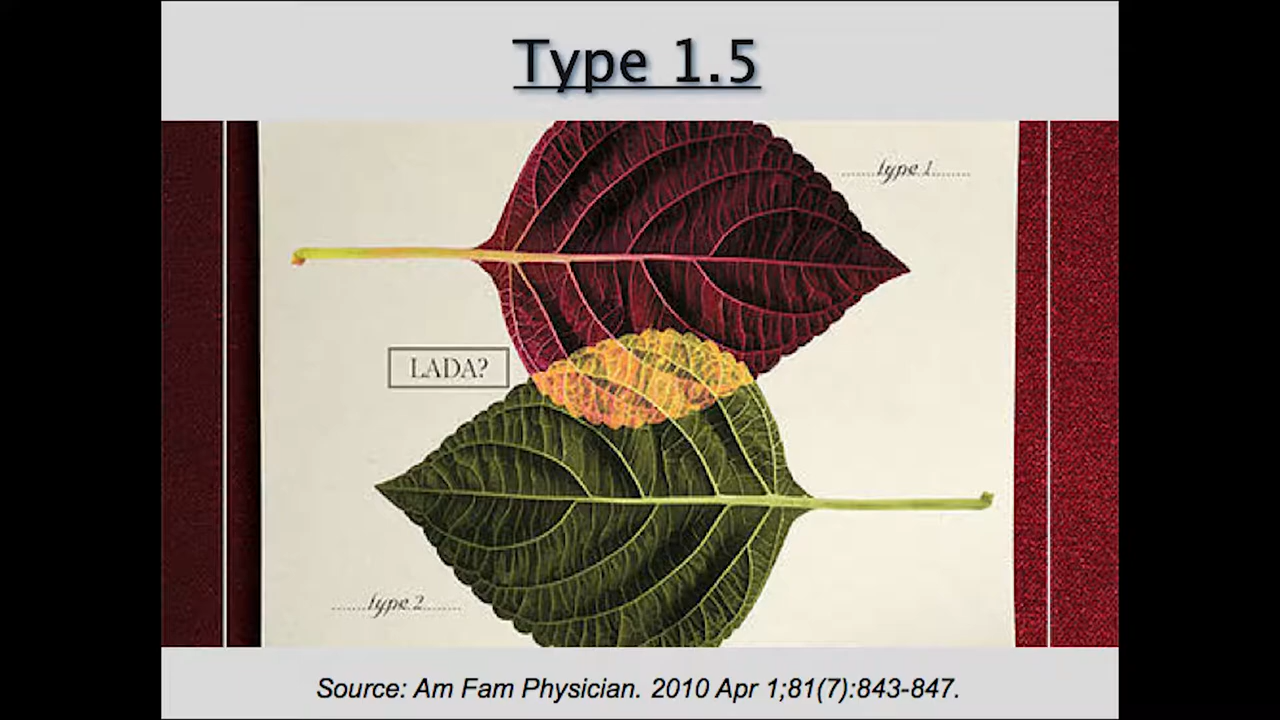 Type 1.5
type 1
LADA?
type 2
Source: Am Fam Physician. 2010 Apr 1;81(7):843-847.